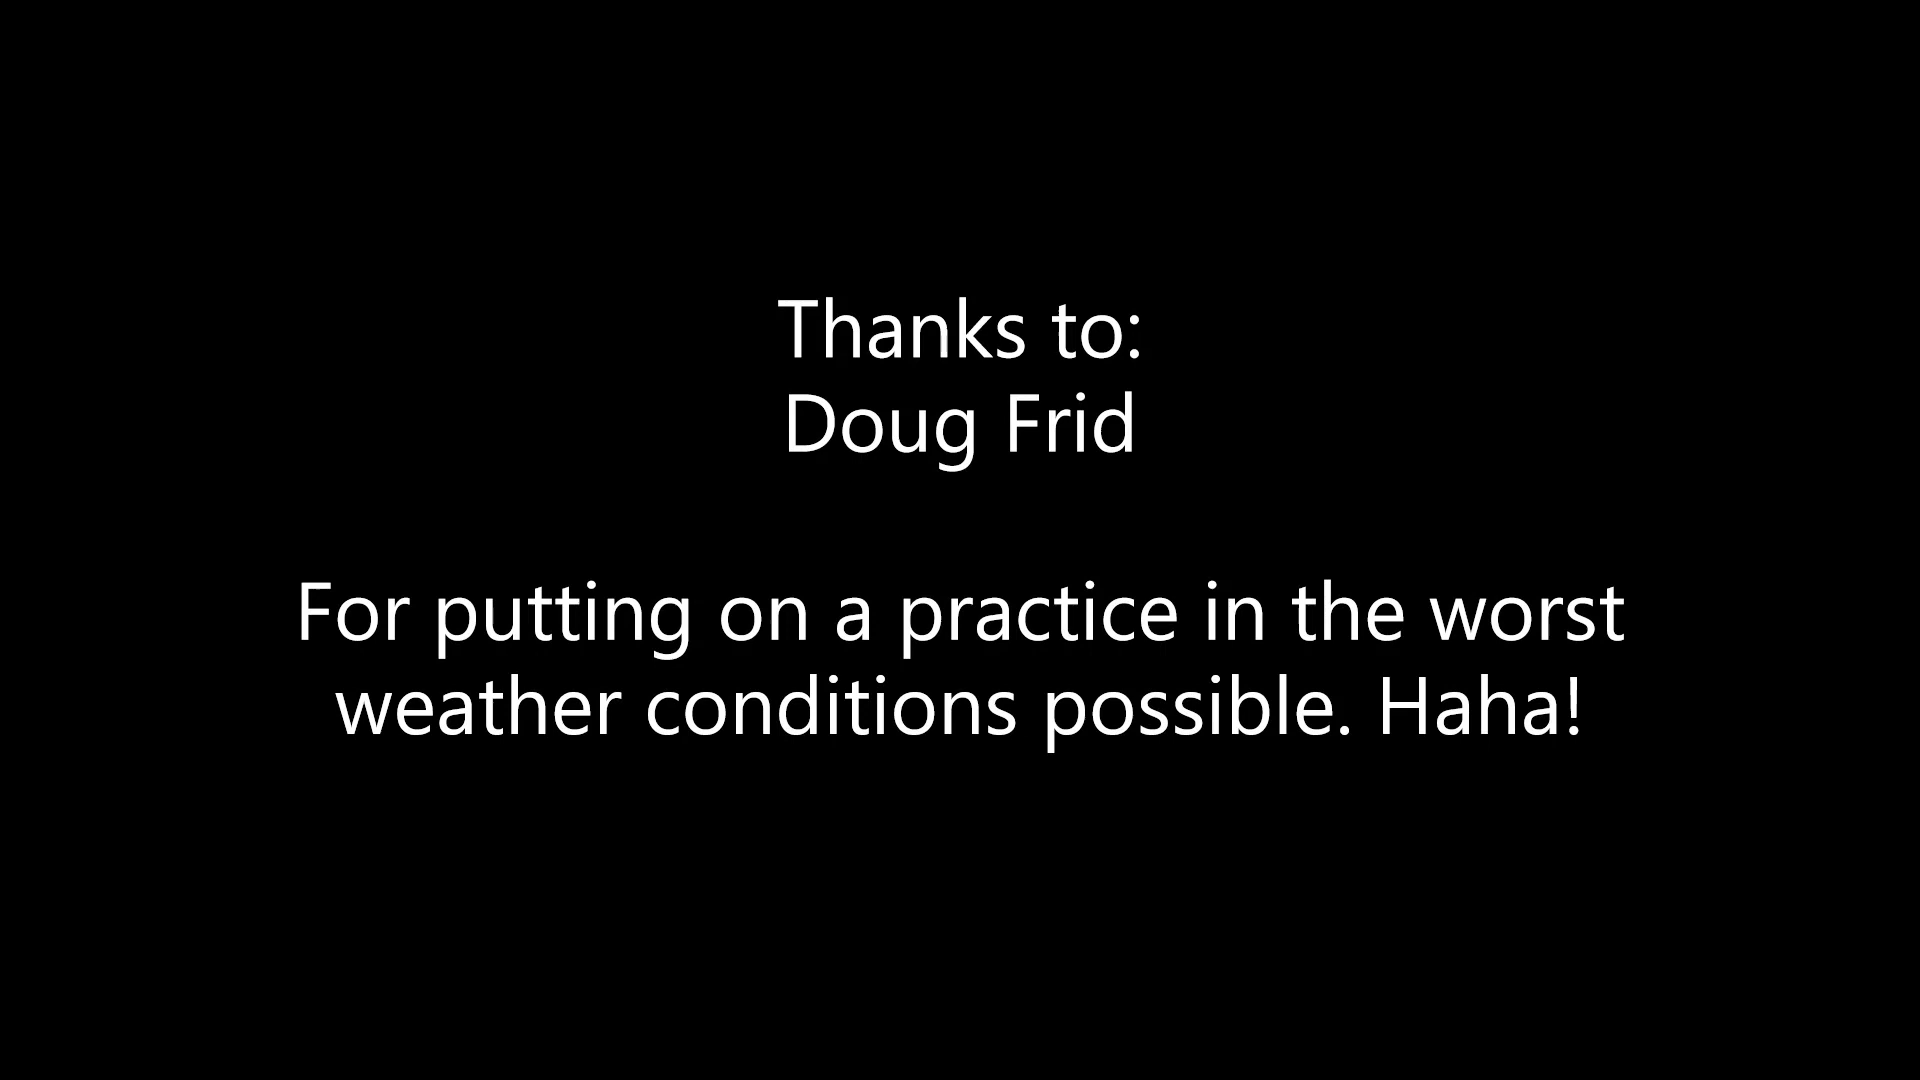 Thanks to:
Doug Frid
For putting on a practice in the worst
weather conditions possible. Haha!